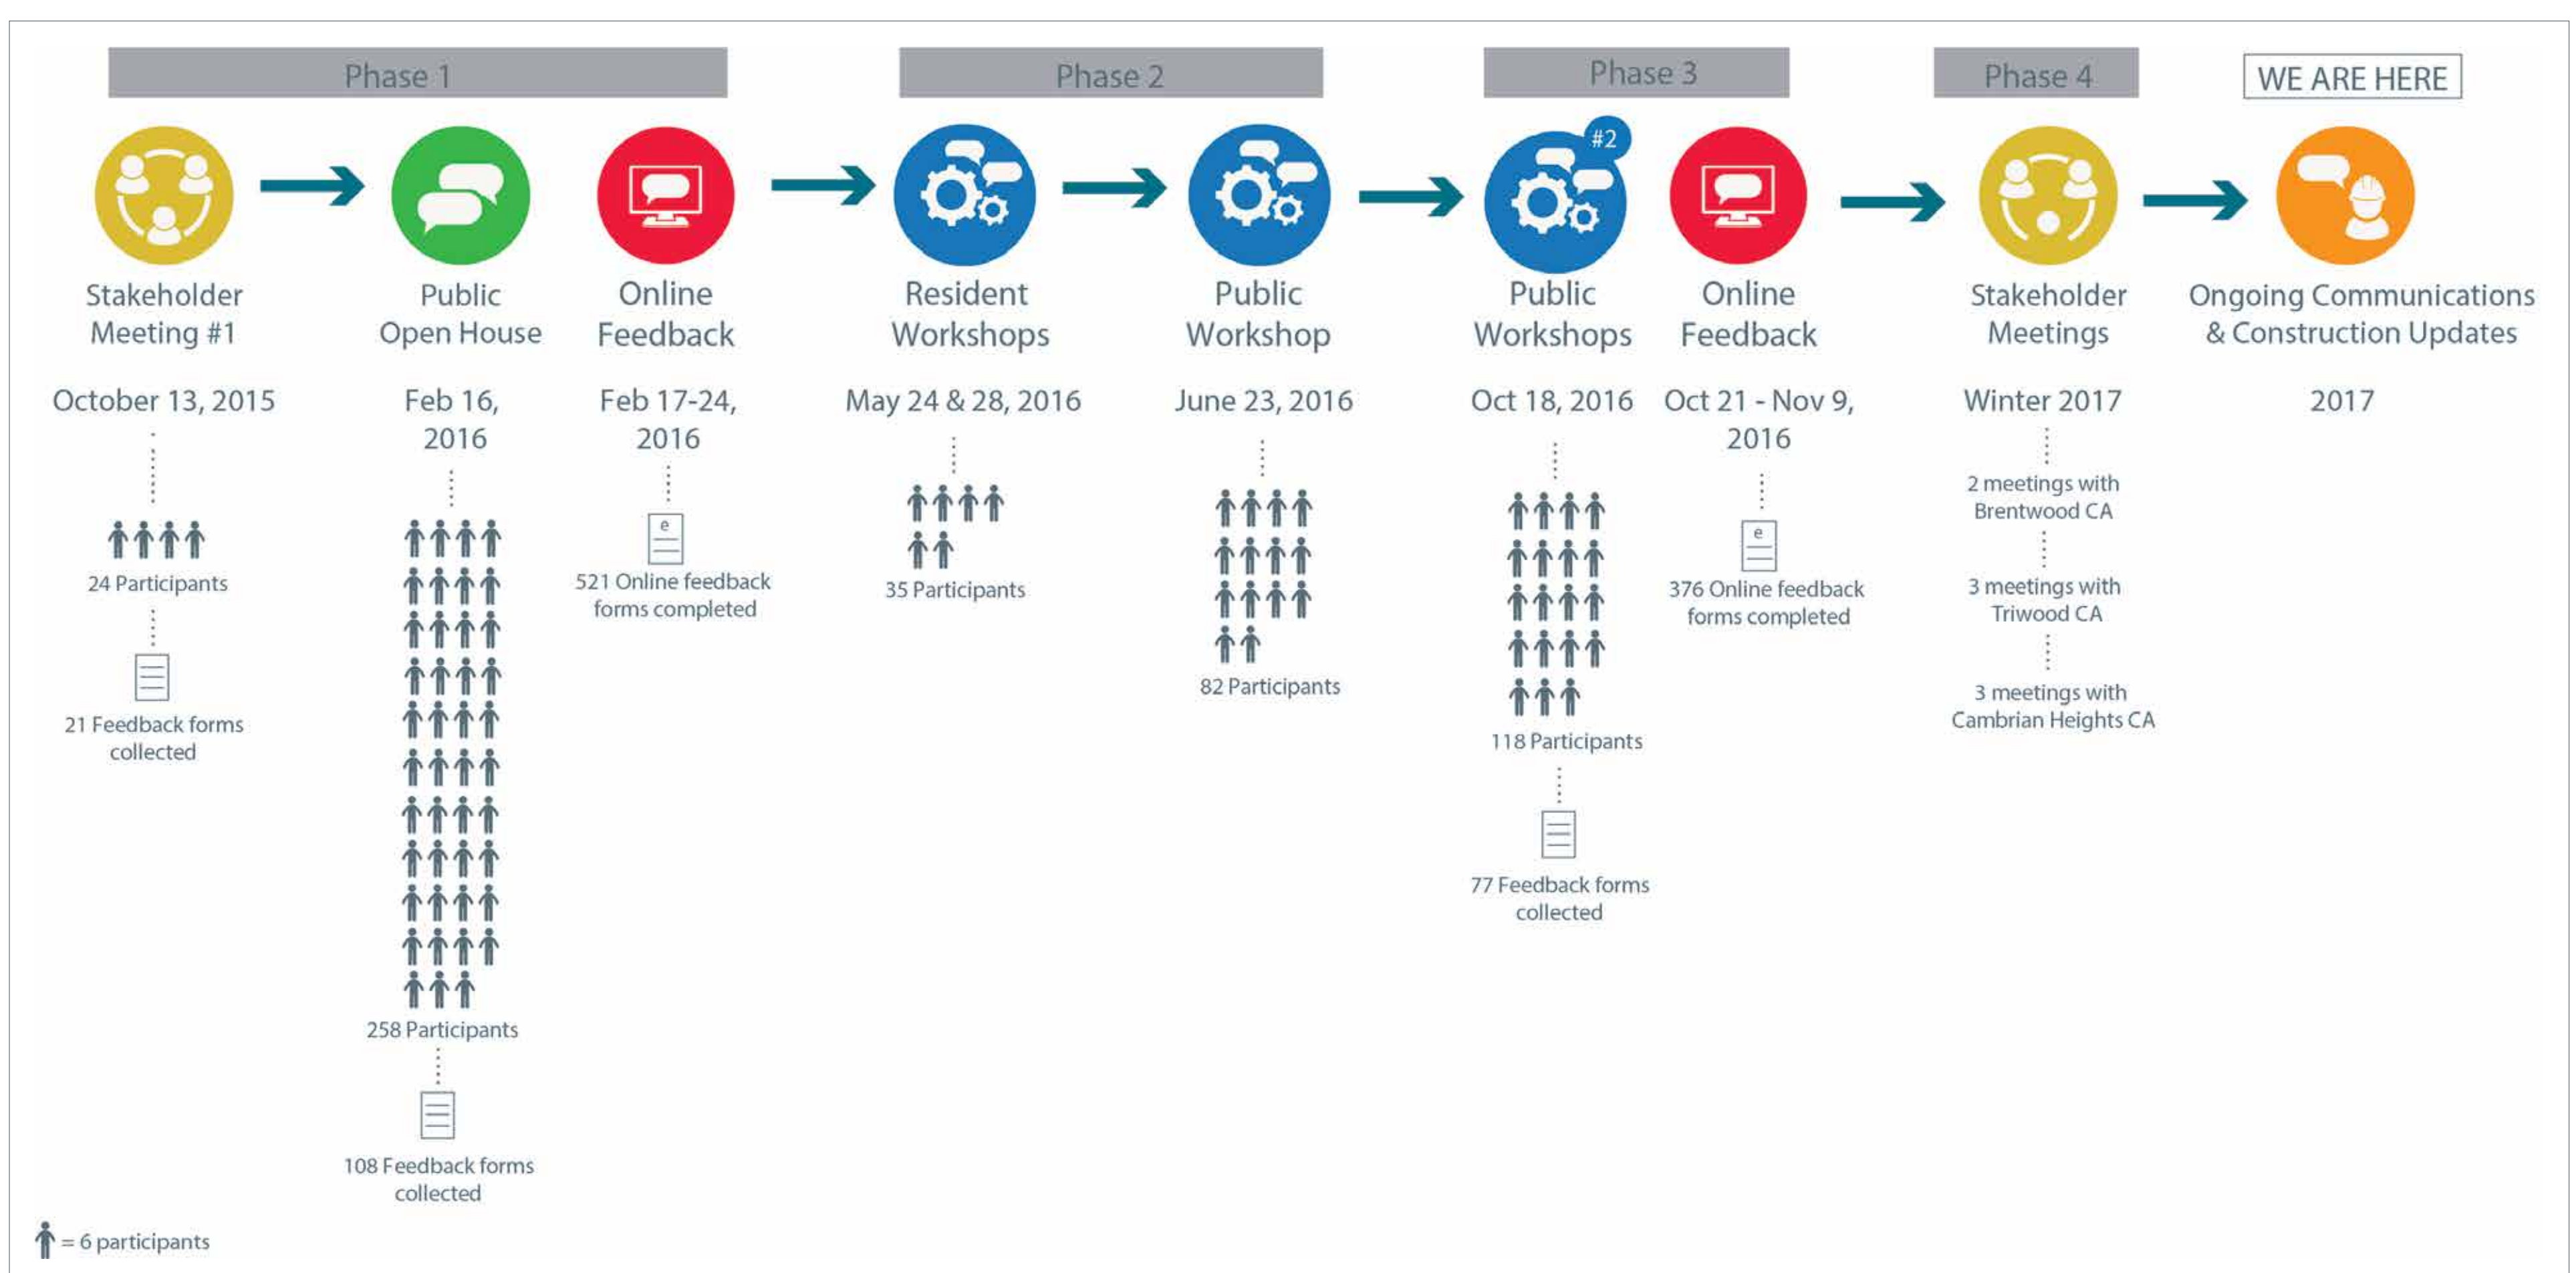 Phase 1
Stakeholder
Meeting #1
October 13, 2015
24 Participants
21 Feedback forms
collected
Public
Open House
Feb 16,
2016
258 Participants
108 Feedback forms
collected
Online
Feedback
Feb 17-24,
2016
e
521 Online feedback
forms completed
Phase 2
Resident
Workshops
May 24 & 28, 2016
35 Participants
Public
Workshop
June 23, 2016
82 Participants
Phase 3
#2
Public
Workshops
Oct 18, 2016
118 Participants
77 Feedback forms
collected
Online
Feedback
Oct 21 - Nov 9,
2016
e
376 Online feedback
forms completed
Phase 4
Stakeholder
Meetings
Winter 2017
2 meetings with
Brentwood CA
3 meetings with
Triwood CA
3 meetings with
Cambrian Heights CA
WE ARE HERE
Ongoing Communications
& Construction Updates
2017
= 6 participants